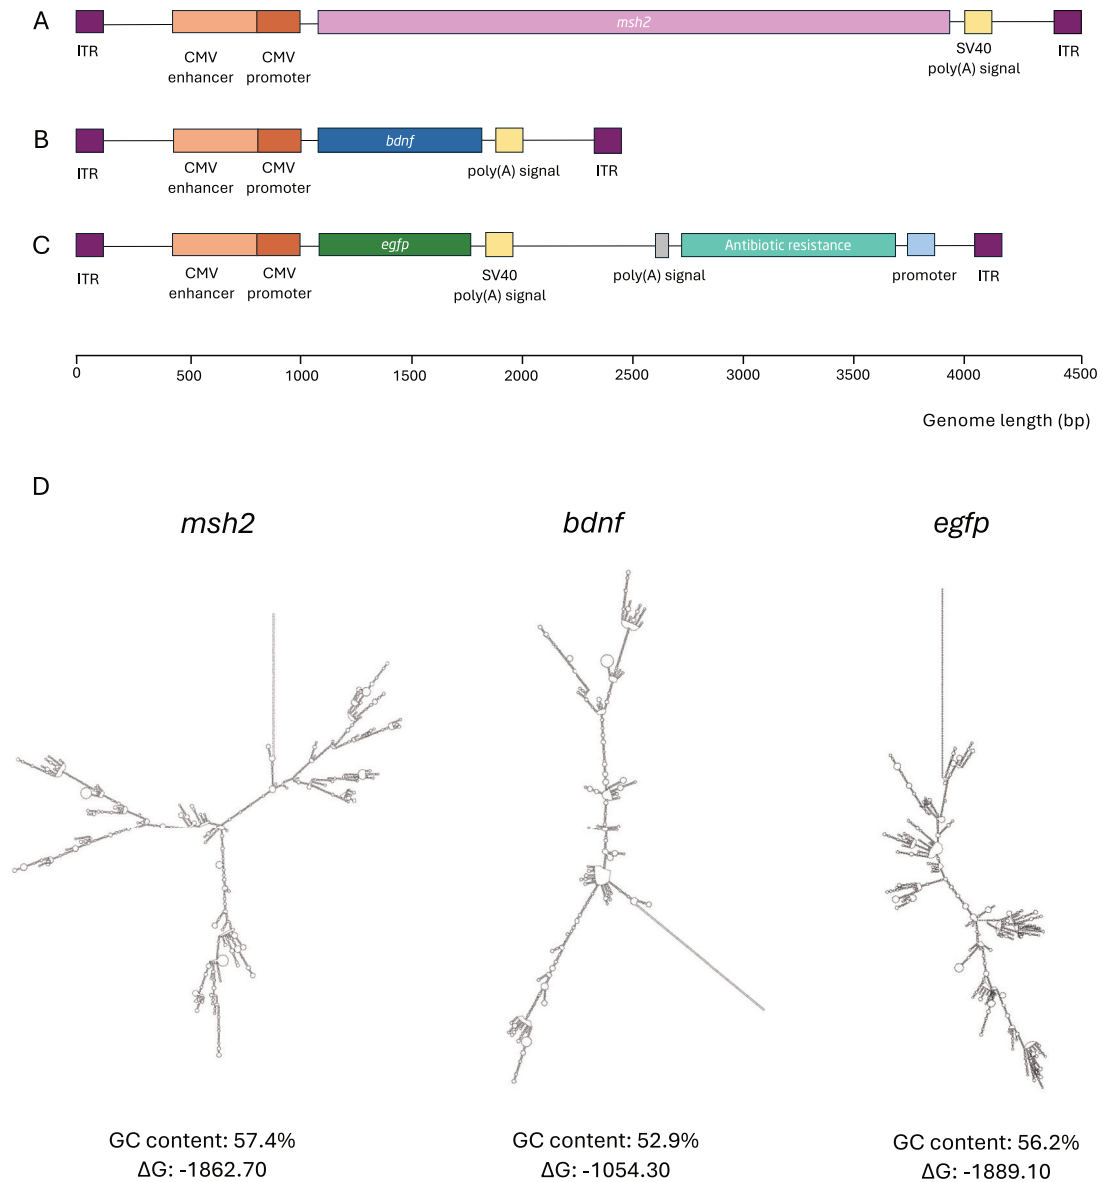 A
msh2
ITR
CMV
enhancer
CMV
promoter
SV40
poly(A) signal
ITR
B
bdnf
ITR
CMV
enhancer
CMV
promoter
poly(A) signal
ITR
C
egfp
Antibiotic resistance
ITR
CMV
enhancer
CMV
promoter
SV40
poly(A) signal
poly(A) signal
promoter
ITR
0 500 1000 1500 2000 2500 3000 3500 4000 4500
Genome length (bp)
D
msh2 bdnf egfp
GC content: 57.4%
ΔG: -1862.70
GC content: 52.9%
ΔG: -1054.30
GC content: 56.2%
ΔG: -1889.10